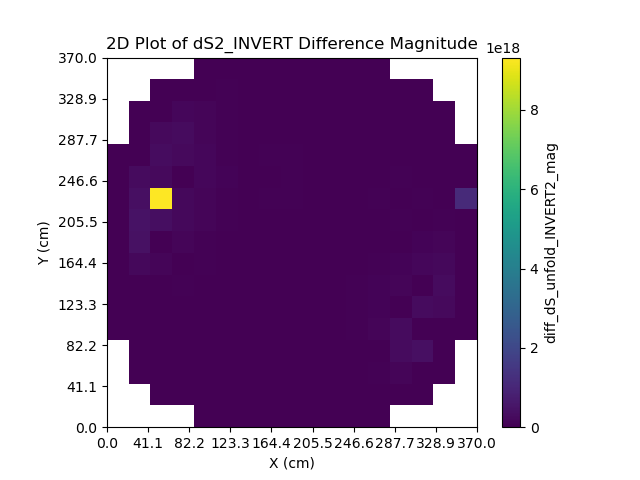 2D Plot of dS2_INVERT Difference Magnitude
1e18
370.0
328.9
287.7
246.6
205.5
164.4
123.3
82.2
41.1
0.0
Y (cm)
0.0 41.1 82.2 123.3 164.4 205.5 246.6 287.7 328.9 370.0
X (cm)
8
6
4
2
0
diff_dS_unfold_INVERT2_mag